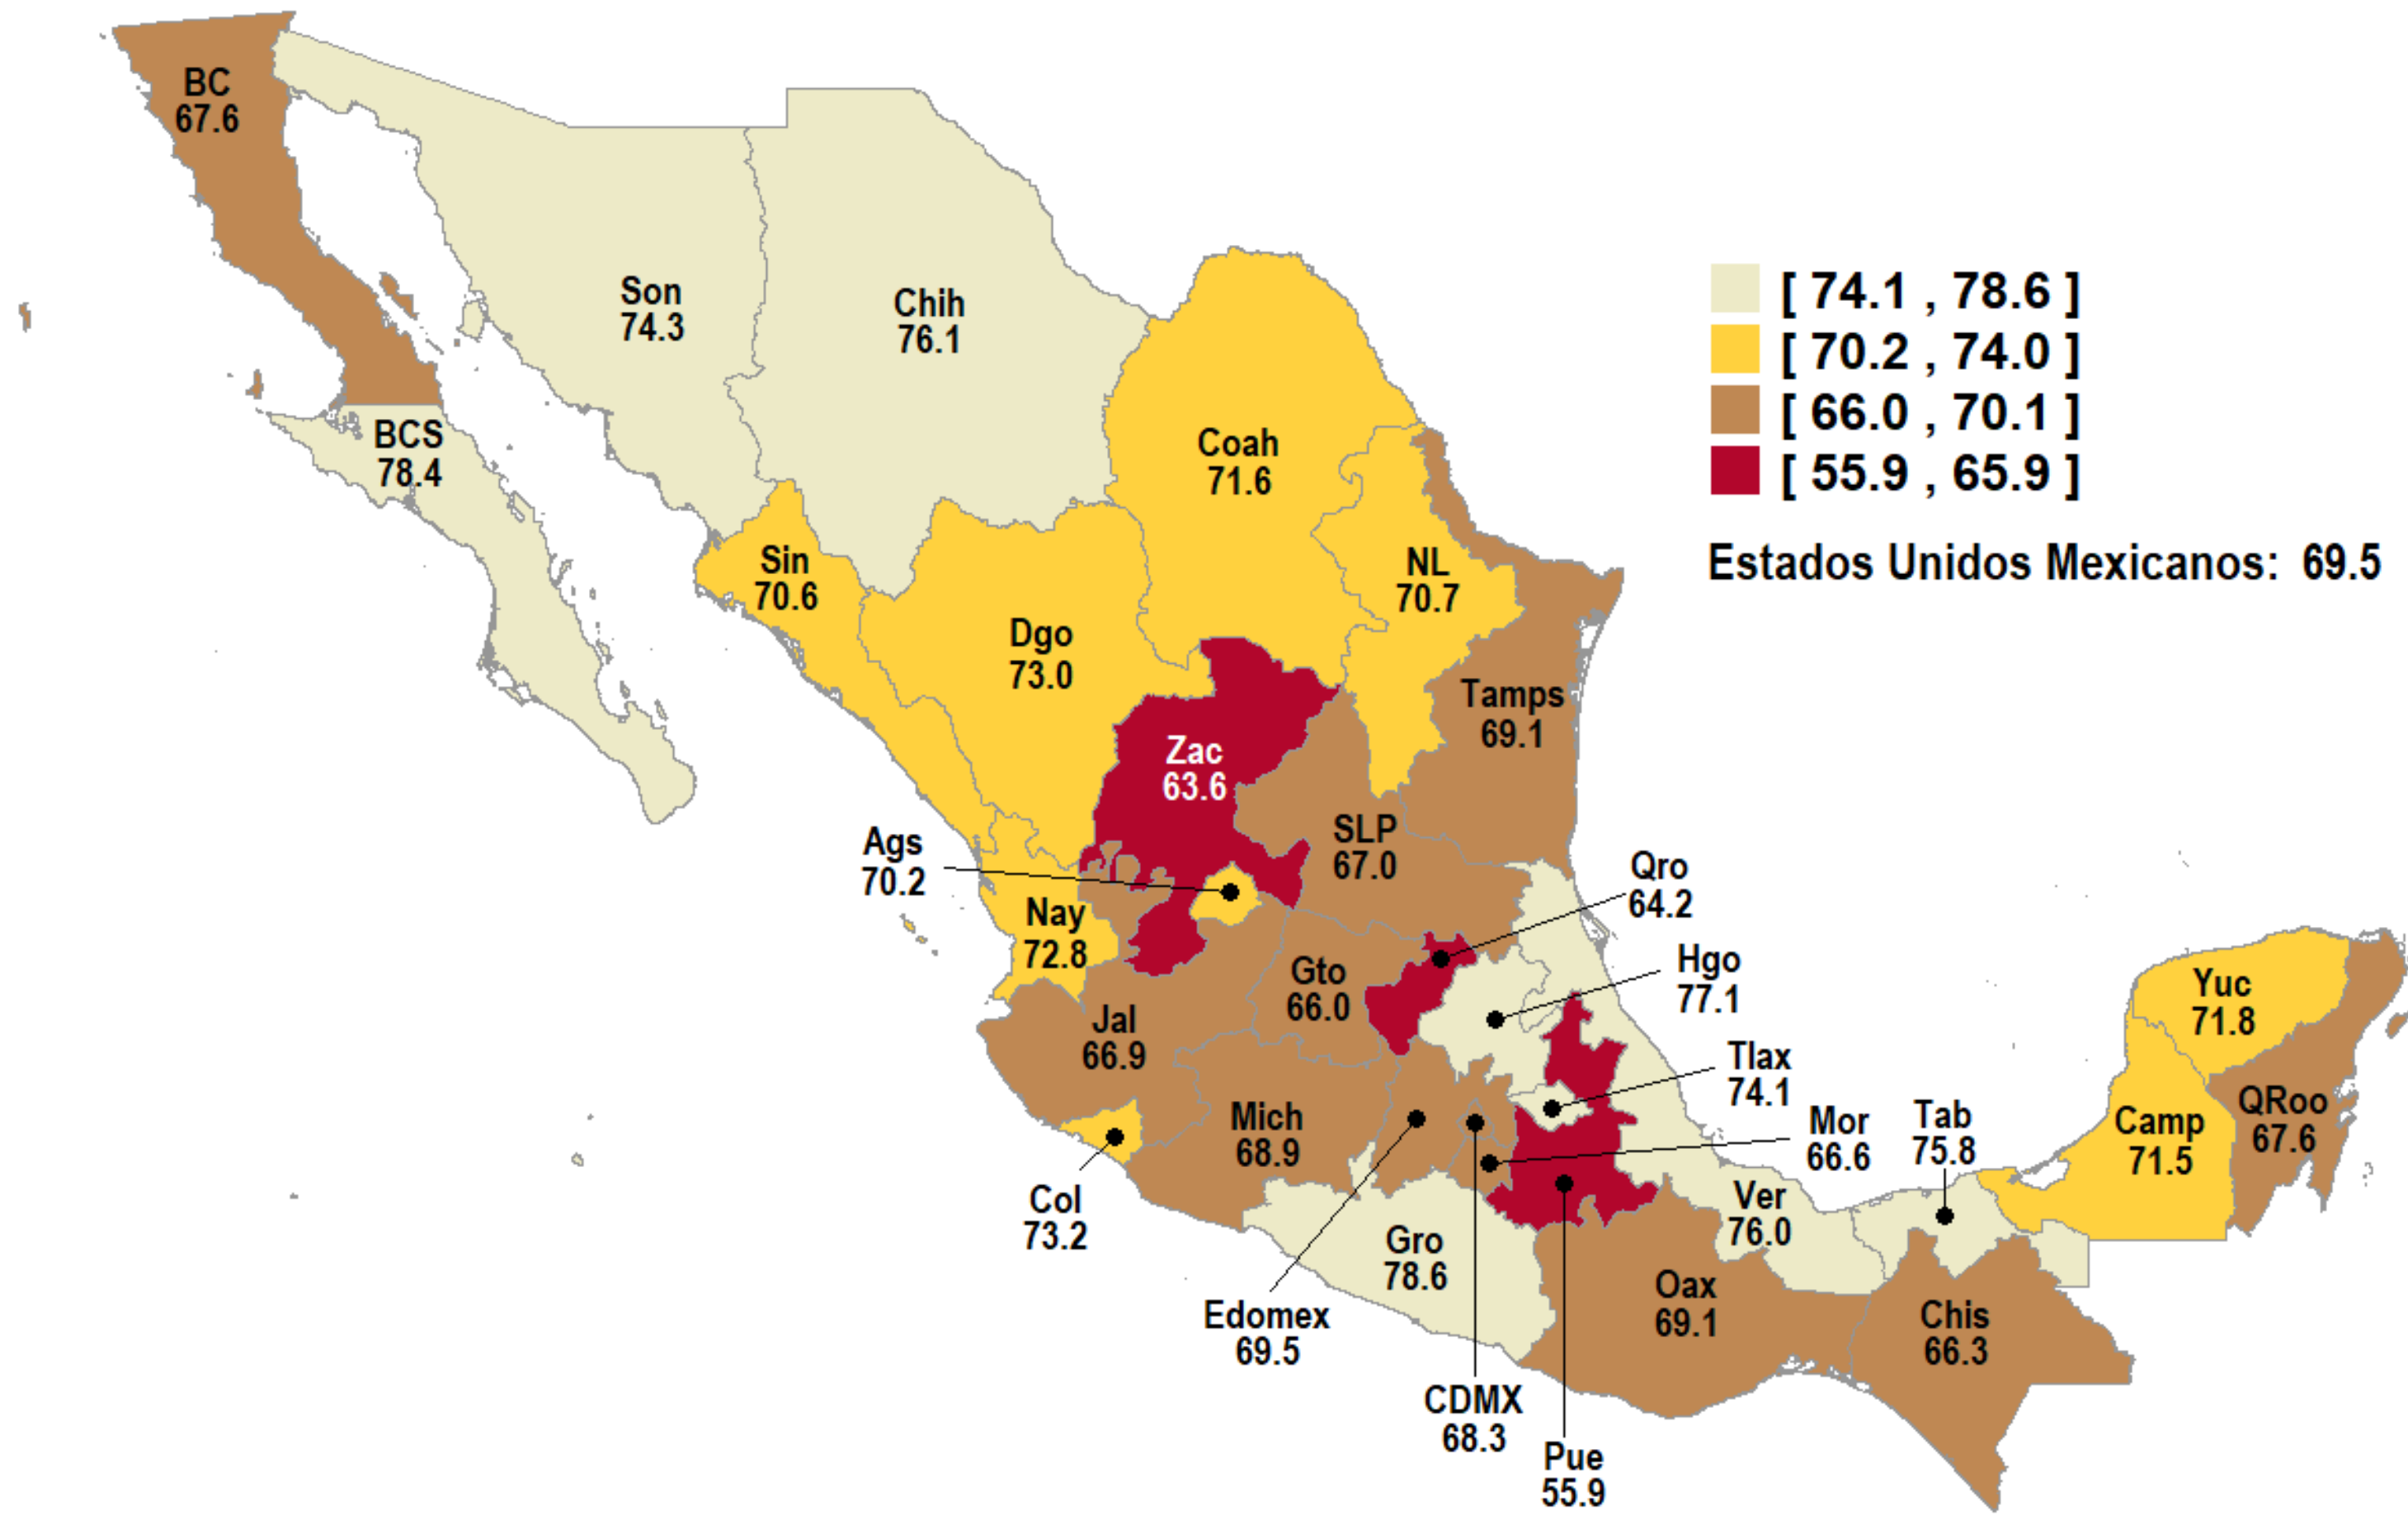 BC
67.6
BCS
78.4
Son
74.3
Chih
76.1
Coah
71.6
Sin
70.6
Dgo
73.0
NL
70.7
Tamps
69.1
Zac
63.6
SLP
67.0
Ags
70.2
Nay
72.8
Jal
66.9
Gto
66.0
Qro
64.2
Hgo
77.1
Tlax
74.1
Mor
66.6
Tab
75.8
Mich
68.9
Col
73.2
Edomex
69.5
Gro
78.6
CDMX
68.3
Pue
55.9
Ver
76.0
Oax
69.1
Chis
66.3
Yuc
71.8
Camp
71.5
QRoo
67.6
[ 74.1 , 78.6 ]
[ 70.2 , 74.0 ]
[ 66.0 , 70.1 ]
[ 55.9 , 65.9 ]
Estados Unidos Mexicanos: 69.5